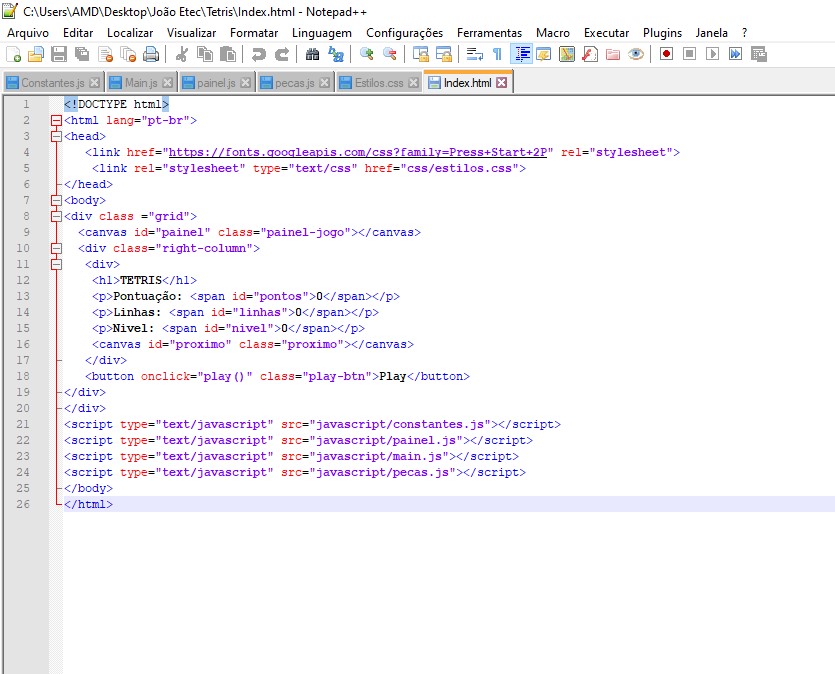 C:\Users\AMD\Desktop\João Etec\Tetris\Index.html - Notepad++
Arquivo Editar Localizar Visualizar Formatar Linguagem Configurações Ferramentas Macro Executar Plugins Janela ?
Constantes.js Main.js painel.js pecas.js Estilos.css Index.html
1 <!DOCTYPE html>
2 <html lang="pt-br">
3 <head>
4 <link href="https://fonts.googleapis.com/css?family=Press+Start+2P" rel="stylesheet">
5 <link rel="stylesheet" type="text/css" href="css/estilos.css">
6 </head>
7 <body>
8 <div class ="grid">
9 <canvas id="painel" class="painel-jogo"></canvas>
10 <div class="right-column">
11 <div>
12 <h1>TETRIS</h1>
13 <p>Pontuação: <span id="pontos">0</span></p>
14 <p>Linhas: <span id="linhas">0</span></p>
15 <p>Nivel: <span id="nivel">0</span></p>
16 <canvas id="proximo" class="proximo"></canvas>
17 </div>
18 <button onclick="play()" class="play-btn">Play</button>
19 </div>
20 </div>
21 <script type="text/javascript" src="javascript/constantes.js"></script>
22 <script type="text/javascript" src="javascript/painel.js"></script>
23 <script type="text/javascript" src="javascript/main.js"></script>
24 <script type="text/javascript" src="javascript/pecas.js"></script>
25 </body>
26 </html>